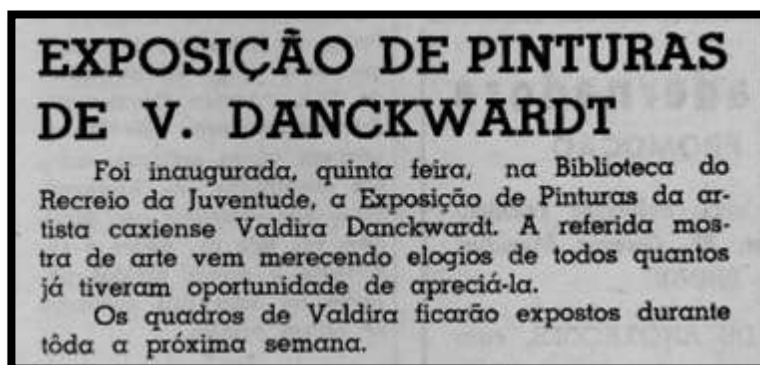 EXPOSIÇÃO DE PINTURAS
DE V. DANCKWARDT
Foi inaugurada, quinta feira, na Biblioteca do
Recreio da Juventude, a Exposição de Pinturas da ar-
tista caxiense Valdira Danckwardt. A referida mos-
tra de arte vem merecendo elogios de todos quantos
já tiveram oportunidade de apreciá-la.
Os quadros de Valdira ficarão expostos durante
tôda a próxima semana.